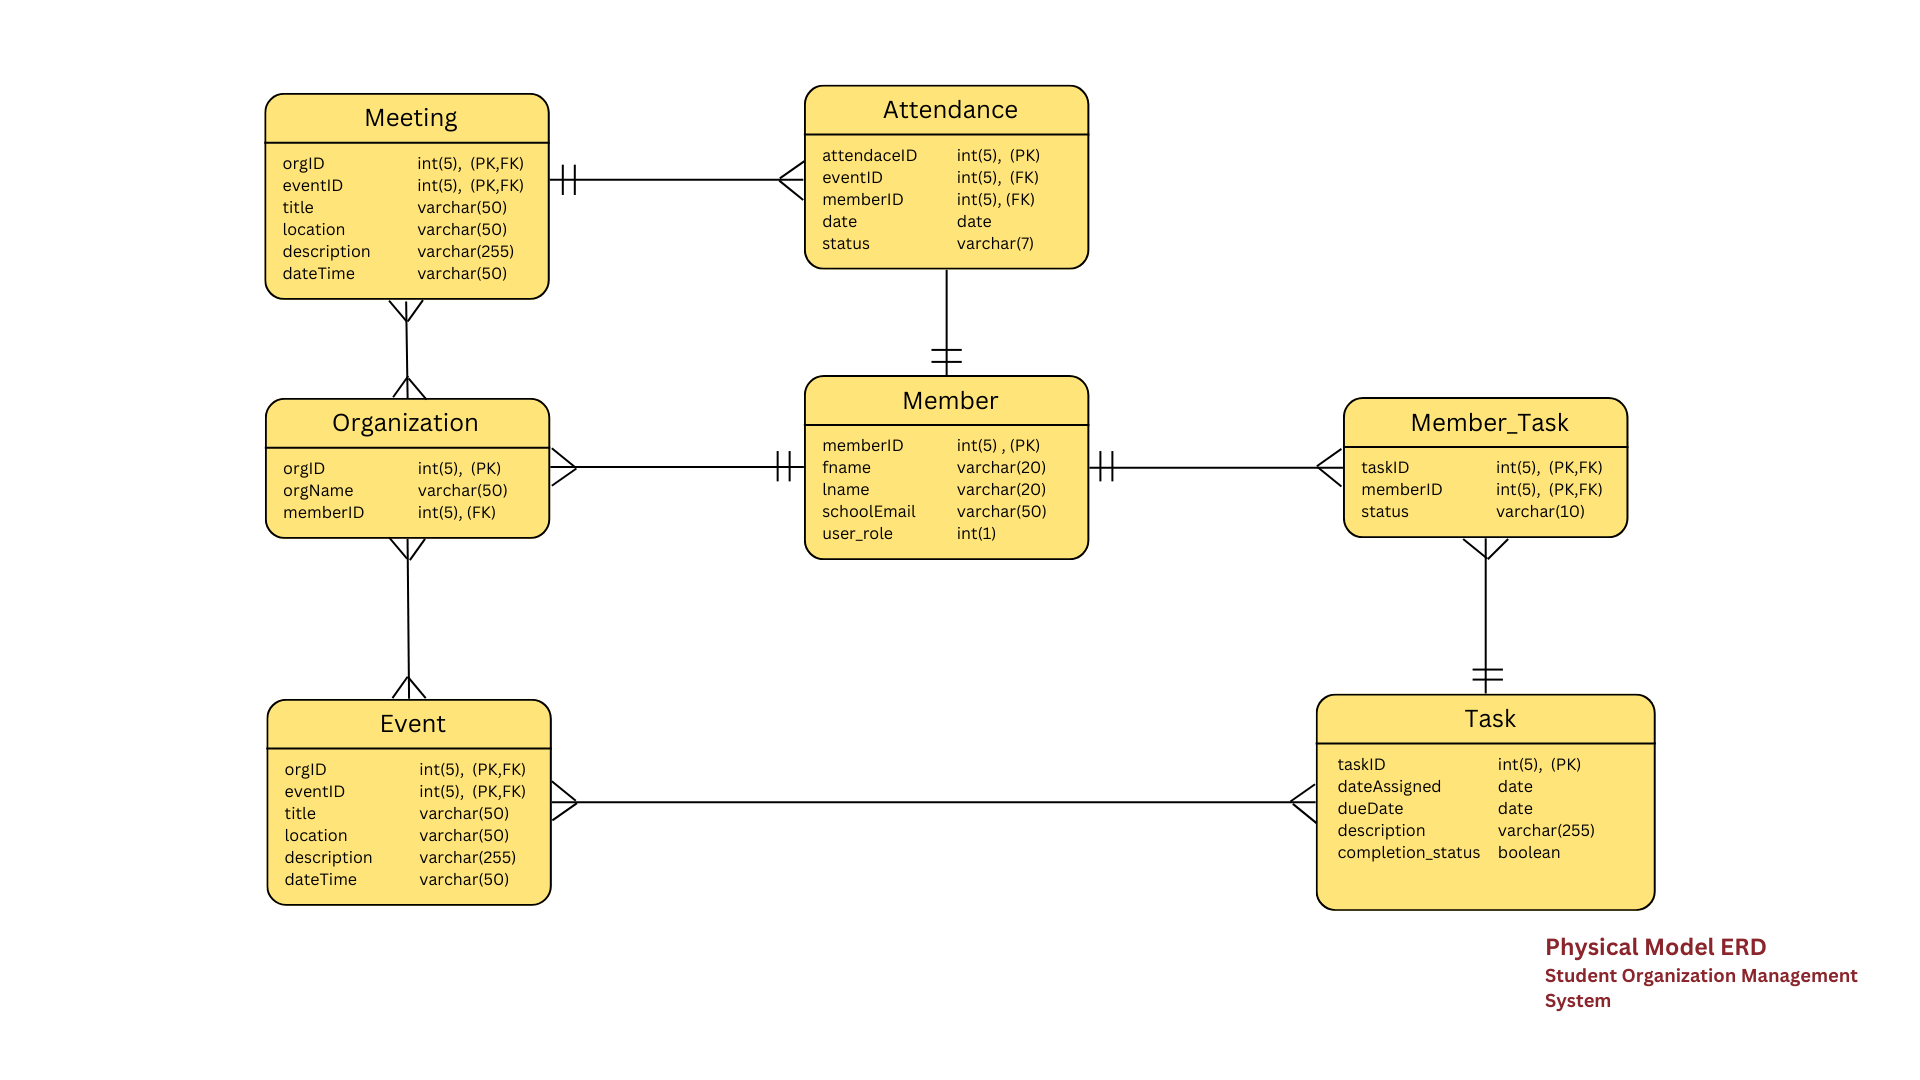 Meeting
orgID int(5), (PK,FK)
eventID int(5), (PK,FK)
title varchar(50)
location varchar(50)
description varchar(255)
dateTime varchar(50)
Attendance
attendaceID int(5), (PK)
eventID int(5), (FK)
memberID int(5), (FK)
date date
status varchar(7)
Organization
orgID int(5), (PK)
orgName varchar(50)
memberID int(5), (FK)
Member
memberID int(5) , (PK)
fname varchar(20)
lname varchar(20)
schoolEmail varchar(50)
user_role int(1)
Member_Task
taskID int(5), (PK,FK)
memberID int(5), (PK,FK)
status varchar(10)
Event
orgID int(5), (PK,FK)
eventID int(5), (PK,FK)
title varchar(50)
location varchar(50)
description varchar(255)
dateTime varchar(50)
Task
taskID int(5), (PK)
dateAssigned date
dueDate date
description varchar(255)
completion_status boolean
Physical Model ERD
Student Organization Management
System